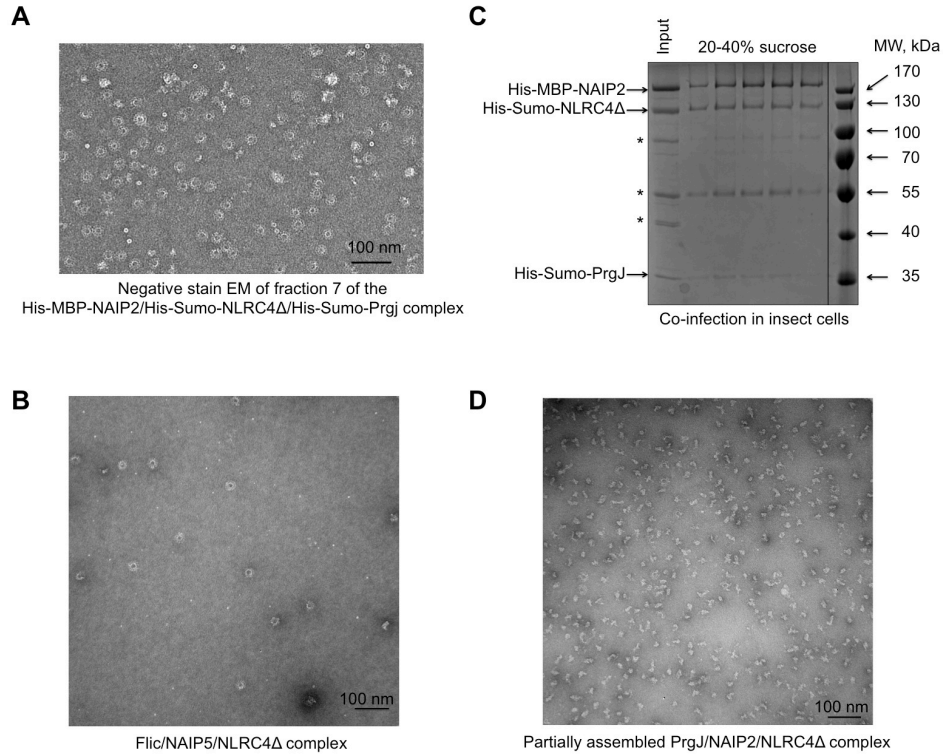 A
100 nm
Negative stain EM of fraction 7 of the
His-MBP-NAIP2/His-Sumo-NLRC4Δ/His-Sumo-Prgj complex
C
Input
20-40% sucrose
MW, kDa
His-MBP-NAIP2
His-Sumo-NLRC4Δ
*
*
*
His-Sumo-PrgJ
170
130
100
70
55
40
35
Co-infection in insect cells
B
100 nm
Flic/NAIP5/NLRC4Δ complex
D
100 nm
Partially assembled PrgJ/NAIP2/NLRC4Δ complex